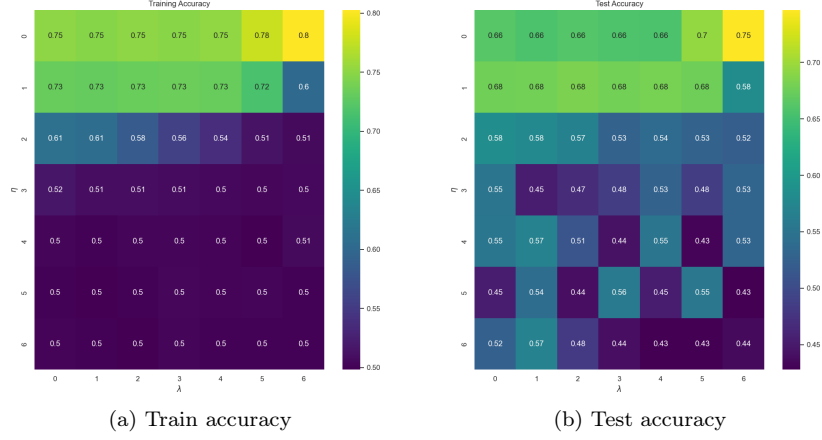 Training Accuracy
0 0.75 0.75 0.75 0.75 0.75 0.78 0.8
1 0.73 0.73 0.73 0.73 0.73 0.72 0.6
2 0.61 0.61 0.58 0.56 0.54 0.51 0.51
η 3 0.52 0.51 0.51 0.51 0.5 0.5 0.5
4 0.5 0.5 0.5 0.5 0.5 0.5 0.51
5 0.5 0.5 0.5 0.5 0.5 0.5 0.5
6 0.5 0.5 0.5 0.5 0.5 0.5 0.5
0 1 2 3 4 5 6
λ
0.80
0.75
0.70
0.65
0.60
0.55
0.50
(a) Train accuracy
Test Accuracy
0 0.66 0.66 0.66 0.66 0.66 0.7 0.75
1 0.68 0.68 0.68 0.68 0.68 0.68 0.58
2 0.58 0.58 0.57 0.53 0.54 0.53 0.52
η 3 0.55 0.45 0.47 0.48 0.53 0.48 0.53
4 0.55 0.57 0.51 0.44 0.55 0.43 0.53
5 0.45 0.54 0.44 0.56 0.45 0.55 0.43
6 0.52 0.57 0.48 0.44 0.43 0.43 0.44
0 1 2 3 4 5 6
λ
0.70
0.65
0.60
0.55
0.50
0.45
(b) Test accuracy